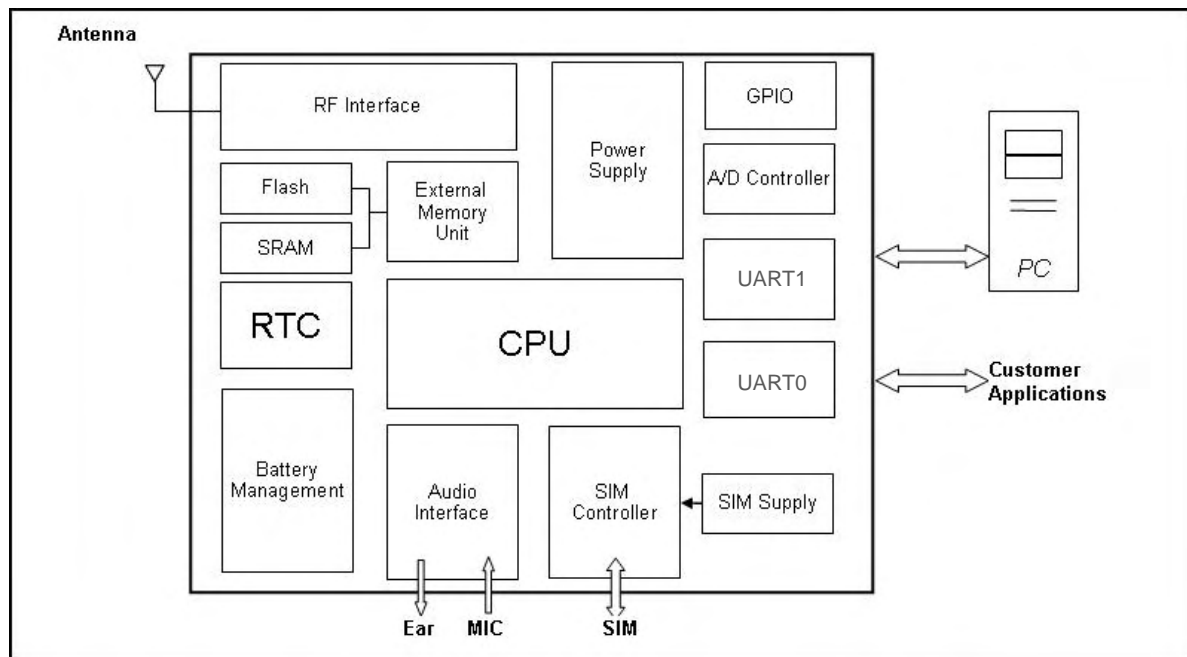 Antenna
RF Interface
Power
Supply
GPIO
A/D Controller
Flash
SRAM
External
Memory
Unit
UART1
PC
RTC
CPU
UART0
Customer
Applications
Battery
Management
Audio
Interface
SIM
Controller
SIM Supply
Ear
MIC
SIM